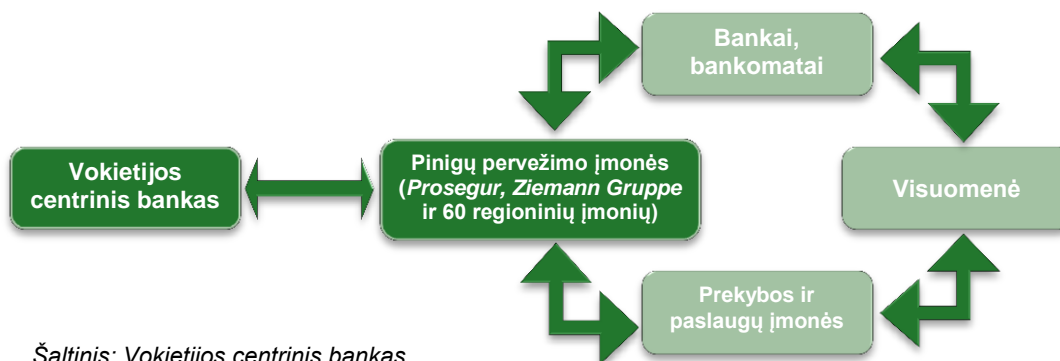 Bankai,
bankomatai
Vokietijos
centrinis bankas
Pinigų pervežimo įmonės
(Prosegur, Ziemann Gruppe
ir 60 regioninių įmonių)
Visuomenė
Prekybos ir
paslaugų įmonės
Šaltinis: Vokietijos centrinis bankas